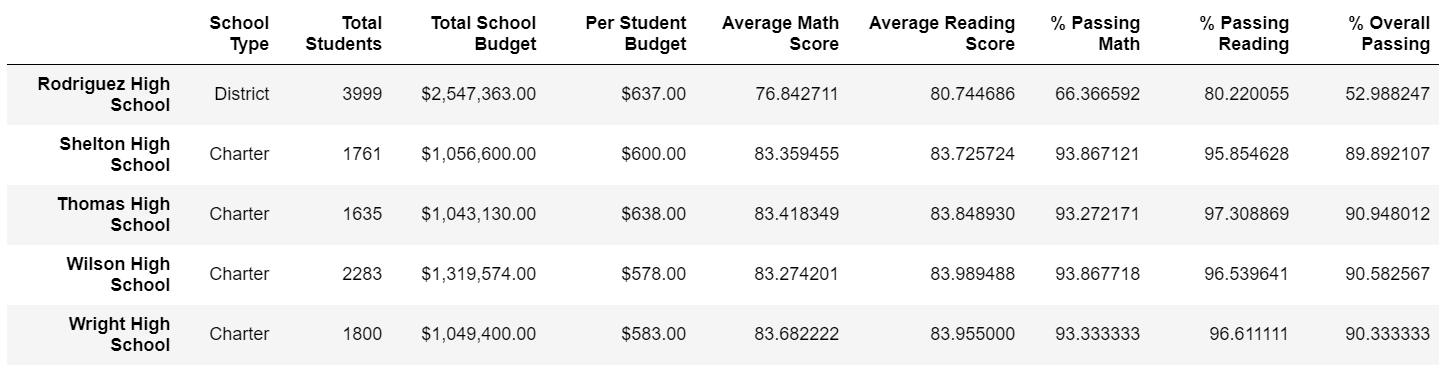 School Type Total Students Total School Budget Per Student Budget Average Math Score Average Reading Score % Passing Math % Passing Reading % Overall Passing
Rodriguez High School District 3999 $2,547,363.00 $637.00 76.842711 80.744686 66.366592 80.220055 52.988247
Shelton High School Charter 1761 $1,056,600.00 $600.00 83.359455 83.725724 93.867121 95.854628 89.892107
Thomas High School Charter 1635 $1,043,130.00 $638.00 83.418349 83.848930 93.272171 97.308869 90.948012
Wilson High School Charter 2283 $1,319,574.00 $578.00 83.274201 83.989488 93.867718 96.539641 90.582567
Wright High School Charter 1800 $1,049,400.00 $583.00 83.682222 83.955000 93.333333 96.611111 90.333333